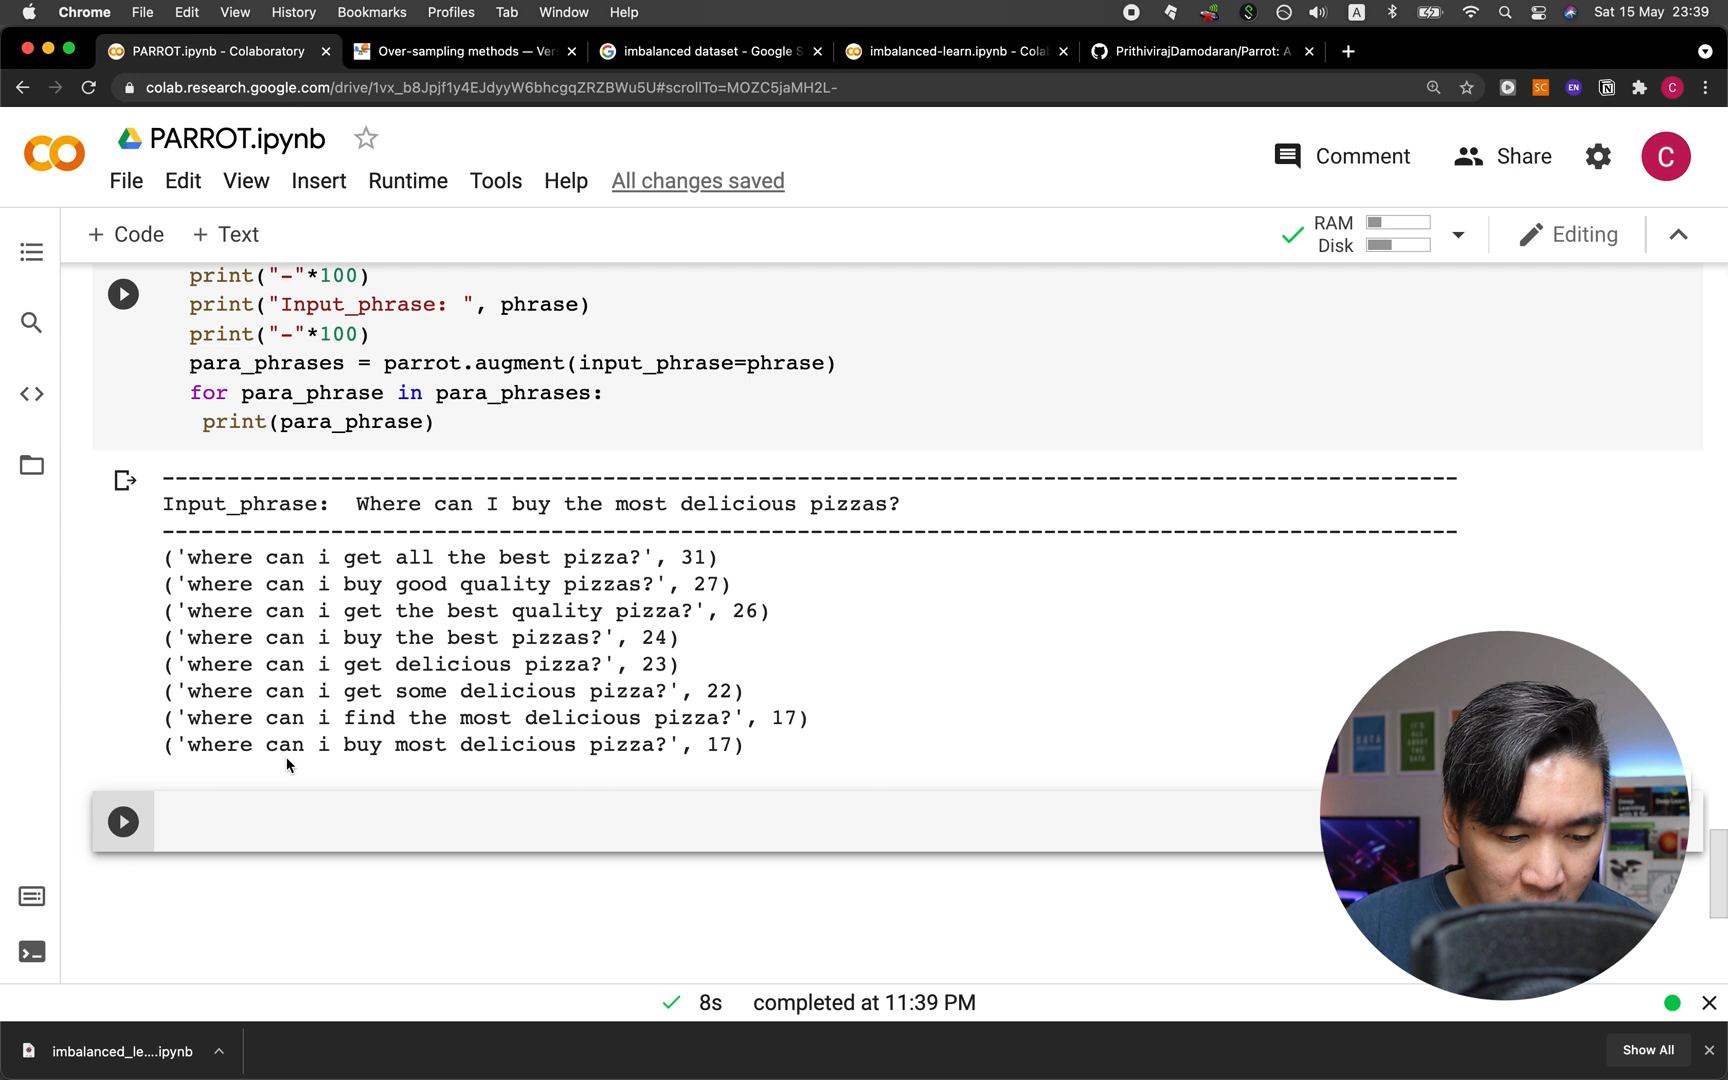 Chrome File Edit View History Bookmarks Profiles Tab Window Help A Sat 15 May 23:39
PARROT.ipynb - Colaboratory Over-sampling methods — Ver imbalanced dataset - Google S imbalanced-learn.ipynb - Cola PrithivirajDamodaran/Parrot: A
colab.research.google.com/drive/1vx_b8Jpjf1y4EJdyyW6bhcgqZRZBWu5U#scrollTo=MOZC5jaMH2L- SC EN C
PARROT.ipynb
Comment Share C
File Edit View Insert Runtime Tools Help All changes saved
+ Code + Text RAM Disk Editing
print("-"*100)
print("Input_phrase: ", phrase)
print("-"*100)
para_phrases = parrot.augment(input_phrase=phrase)
for para_phrase in para_phrases:
print(para_phrase)
----------------------------------------------------------------------------------------------------
Input_phrase:  Where can I buy the most delicious pizzas?
----------------------------------------------------------------------------------------------------
('where can i get all the best pizza?', 31)
('where can i buy good quality pizzas?', 27)
('where can i get the best quality pizza?', 26)
('where can i buy the best pizzas?', 24)
('where can i get delicious pizza?', 23)
('where can i get some delicious pizza?', 22)
('where can i find the most delicious pizza?', 17)
('where can i buy most delicious pizza?', 17)
8s completed at 11:39 PM
imbalanced_le....ipynb Show All